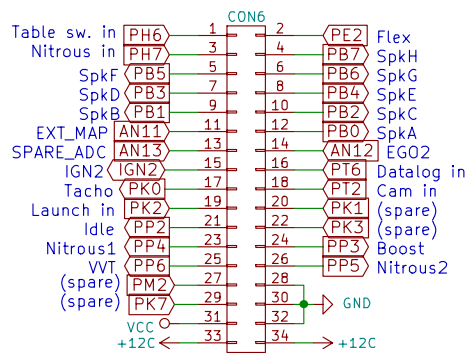 CON6
Table sw. in PH6 1 2 PE2 Flex
Nitrous in PH7 3 4 PB7 SpkH
SpkF PB5 5 6 PB6 SpkG
SpkD PB3 7 8 PB4 SpkE
SpkB PB1 9 10 PB2 SpkC
EXT_MAP AN11 11 12 PB0 SpkA
SPARE_ADC AN13 13 14 AN12 EGO2
IGN2 IGN2 15 16 PT6 Datalog in
Tacho PK0 17 18 PT2 Cam in
Launch in PK2 19 20 PK1 (spare)
Idle PP2 21 22 PK3 (spare)
Nitrous1 PP4 23 24 PP3 Boost
VVT PP6 25 26 PP5 Nitrous2
(spare) PM2 27 28
(spare) PK7 29 30 GND
VCC 31 32
+12C 33 34 +12C